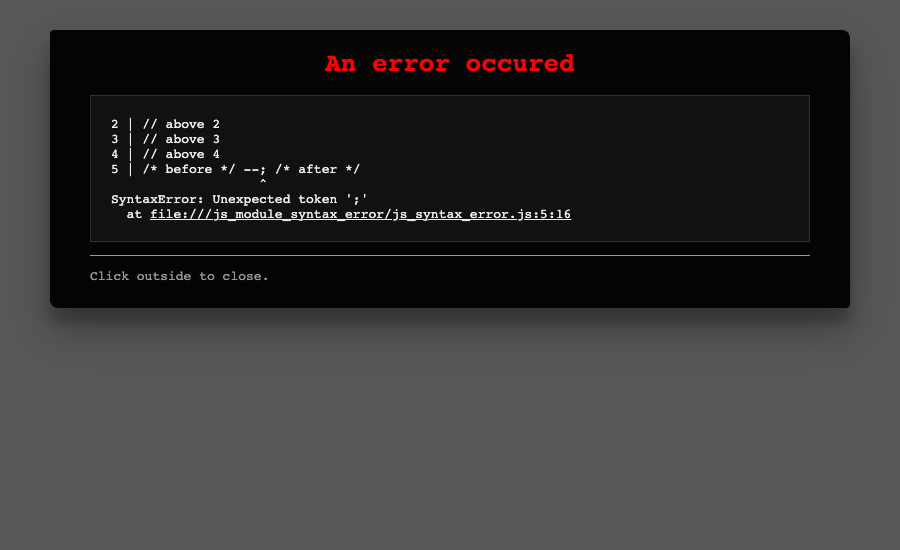 An error occured
2 | // above 2
3 | // above 3
4 | // above 4
5 | /* before */ --; /* after */
^
SyntaxError: Unexpected token ';'
at file:///js_module_syntax_error/js_syntax_error.js:5:16
Click outside to close.